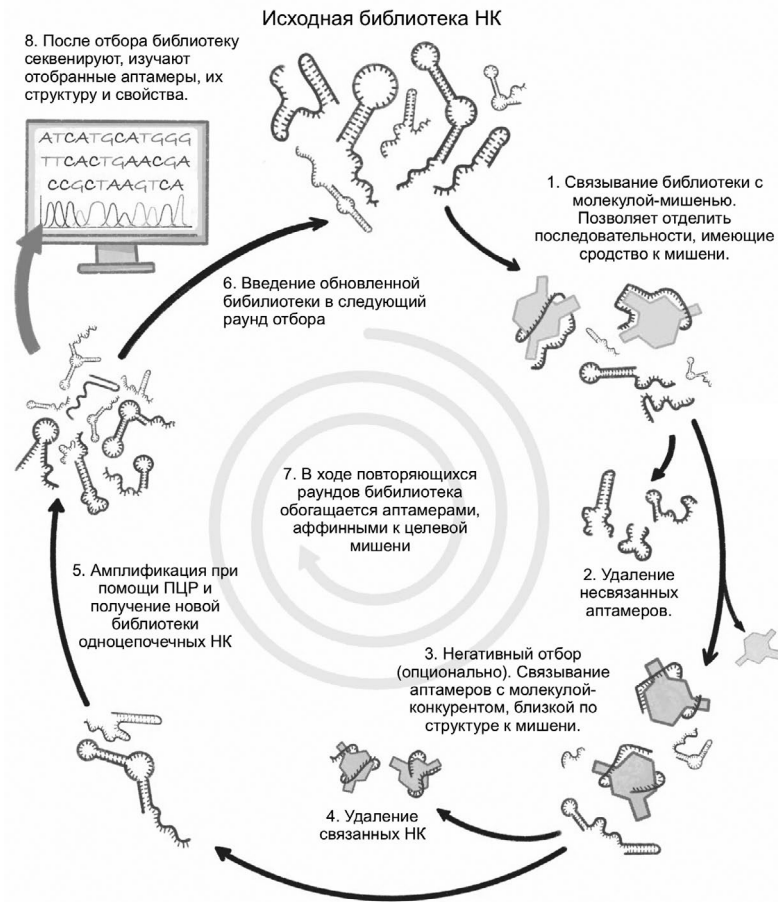 Исходная библиотека НК
8. После отбора библиотеку
секвенируют, изучают
отобранные аптамеры, их
структуру и свойства.
ATCATGCATGGG
TTCACTGAACGA
CCGCTAAGTCA
1. Связывание библиотеки с
молекулой-мишенью.
Позволяет отделить
последовательности, имеющие
сродство к мишени.
6. Введение обновленной
бибилиотеки в следующий
раунд отбора
7. В ходе повторяющихся
раундов бибилиотека
обогащается аптамерами,
аффинными к целевой
мишени
2. Удаление
несвязанных
аптамеров.
5. Амплификация при
помощи ПЦР и
получение новой
библиотеки
одноцепочечных НК
3. Негативный отбор
(опционально). Связывание
аптамеров с молекулой-
конкурентом, близкой по
структуре к мишени.
4. Удаление
связанных НК